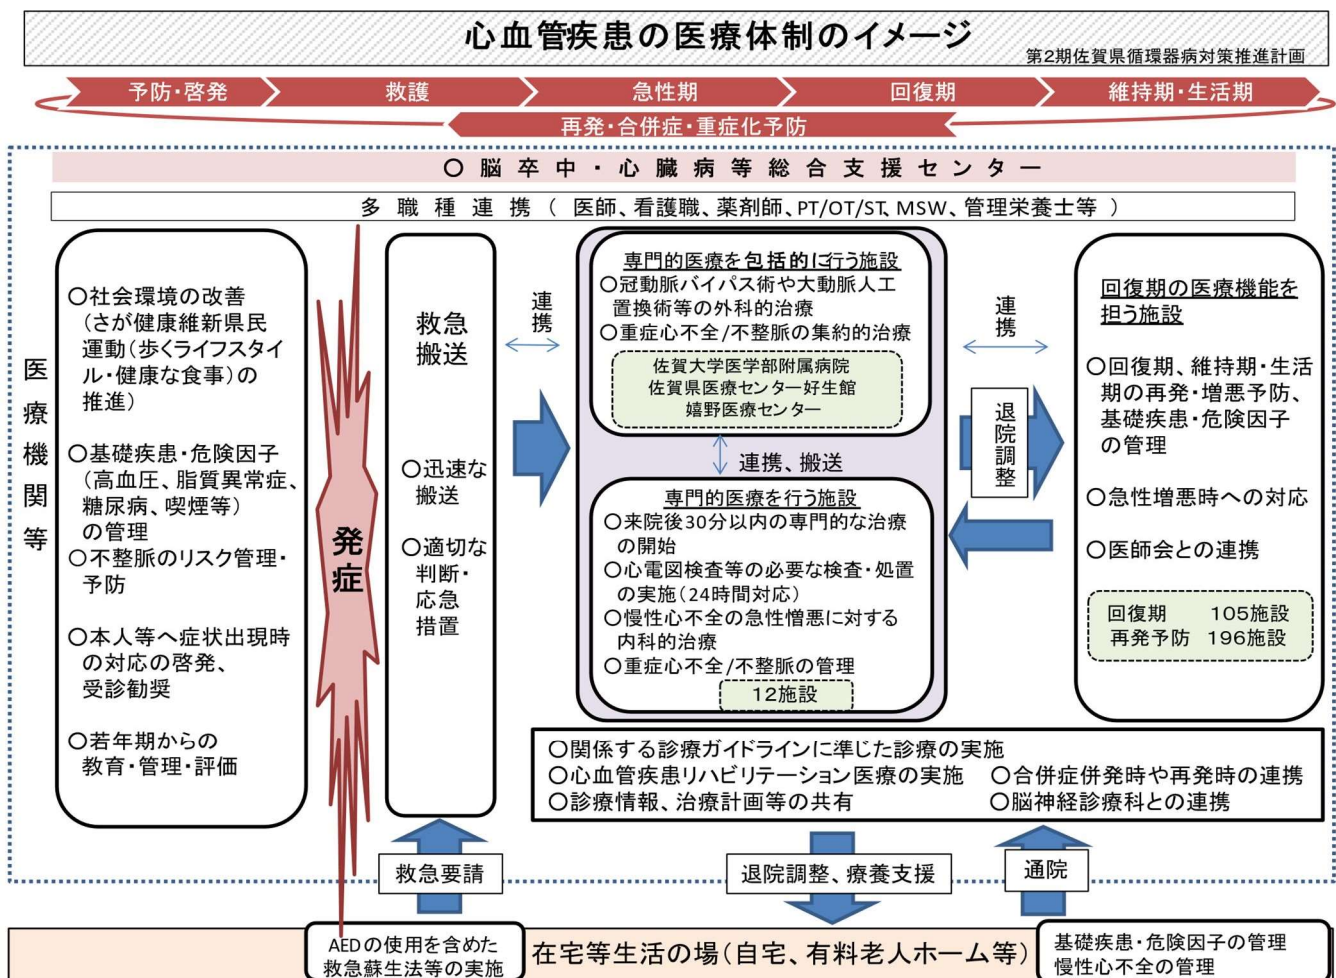 心血管疾患の医療体制のイメージ
第2期佐賀県循環器病対策推進計画
予防・啓発
救護
急性期
回復期
維持期・生活期
再発・合併症・重症化予防
〇脳卒中・心臓病等総合支援センター
多職種連携(医師、看護職、薬剤師、PT/OT/ST、MSW、管理栄養士等)
医療機関等
〇社会環境の改善
(さが健康維新県民
運動(歩くライフスタイ
ル・健康な食事)の
推進)
〇基礎疾患・危険因子
(高血圧、脂質異常症、
糖尿病、喫煙等)
の管理
〇不整脈のリスク管理・
予防
〇本人等へ症状出現時
の対応の啓発、
受診勧奨
〇若年期からの
教育・管理・評価
発症
救急
搬送
〇迅速な
搬送
〇適切な
判断・
応急
措置
連携
専門的医療を包括的に行う施設
〇冠動脈バイパス術や大動脈人工
置換術等の外科的治療
〇重症心不全/不整脈の集約的治療
佐賀大学医学部附属病院
佐賀県医療センター好生館
嬉野医療センター
連携、搬送
専門的医療を行う施設
〇来院後30分以内の専門的な治療
の開始
〇心電図検査等の必要な検査・処置
の実施(24時間対応)
〇慢性心不全の急性憎悪に対する
内科的治療
〇重症心不全/不整脈の管理
12施設
連携
退院調整
回復期の医療機能を
担う施設
〇回復期、維持期・生活
期の再発・増悪予防、
基礎疾患・危険因子
の管理
〇急性増悪時への対応
〇医師会との連携
回復期 105施設
再発予防 196施設
〇関係する診療ガイドラインに準じた診療の実施
〇心血管疾患リハビリテーション医療の実施 〇合併症併発時や再発時の連携
〇診療情報、治療計画等の共有 〇脳神経診療科との連携
救急要請
退院調整、療養支援
通院
AEDの使用を含めた
救急蘇生法等の実施
在宅等生活の場(自宅、有料老人ホーム等)
基礎疾患・危険因子の管理
慢性心不全の管理